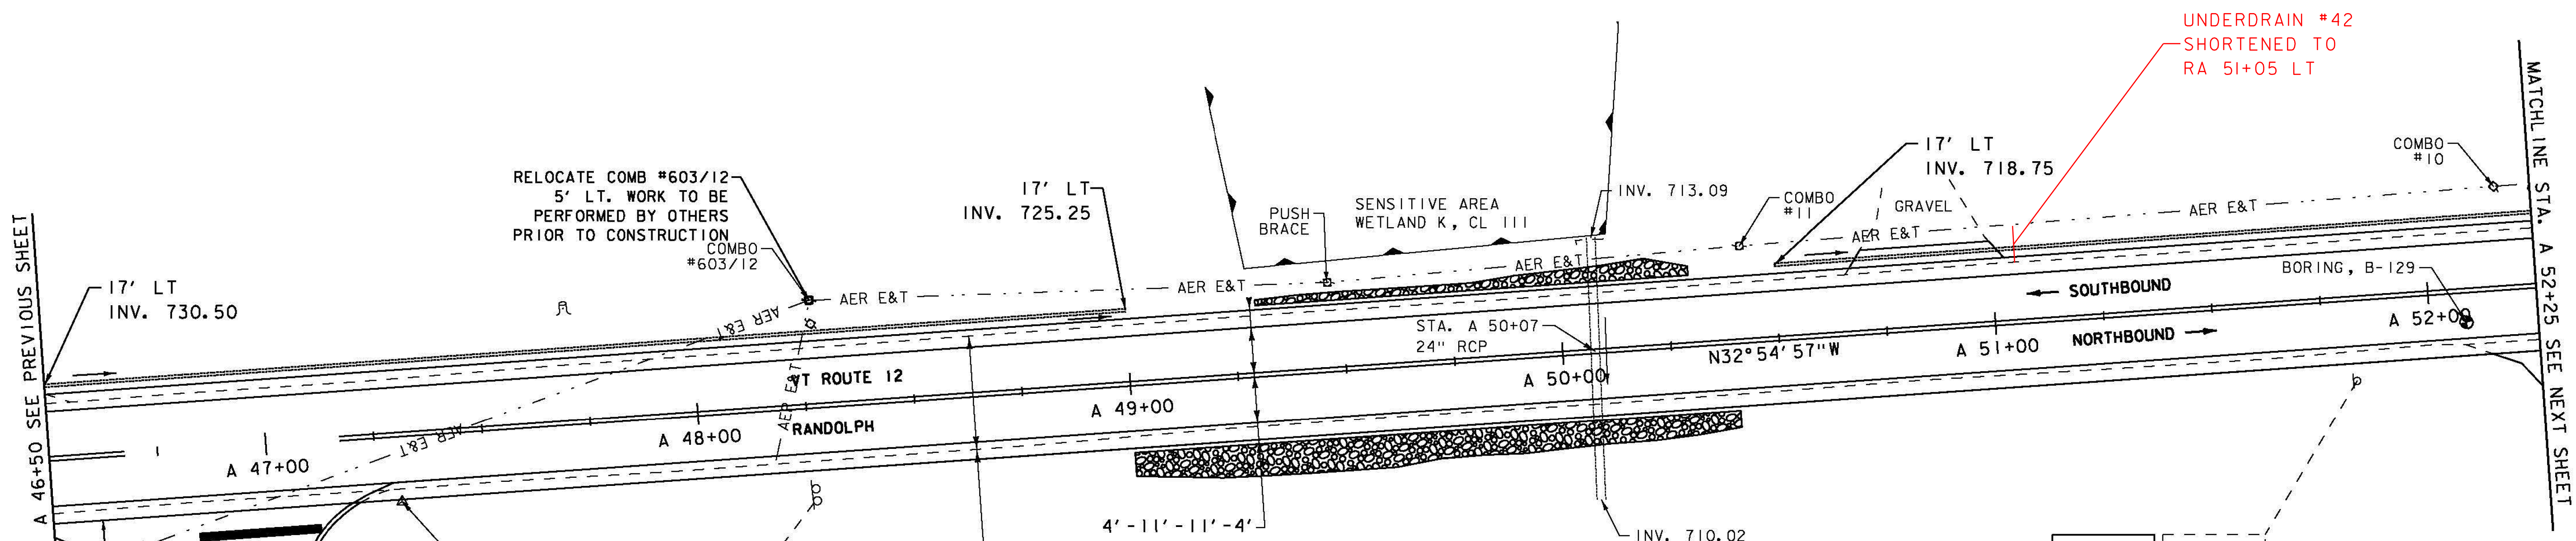 UNDERDRAIN #42
SHORTENED TO
RA 51+05 LT
MATCHLINE STA. A 52+25 SEE NEXT SHEET
A 46+50 SEE PREVIOUS SHEET
RELOCATE COMB #603/12
5' LT. WORK TO BE
PERFORMED BY OTHERS
PRIOR TO CONSTRUCTION
COMBO
#603/12
17' LT
INV. 730.50
17' LT
INV. 725.25
PUSH
BRACE
SENSITIVE AREA
WETLAND K, CL III
INV. 713.09
COMBO
#11
17' LT
INV. 718.75
GRAVEL
COMBO
#10
AER E&T
AER E&T
AER E&T
AER E&T
AER E&T
AER E&T
AER E&T
AER E&T
BORING, B-129
SOUTHBOUND
NORTHBOUND
STA. A 50+07
24" RCP
N32°54'57"W
VT ROUTE 12
RANDOLPH
A 47+00
A 48+00
A 49+00
A 50+00
A 51+00
A 52+00
4'-11'-11'-4'
INV. 710.02